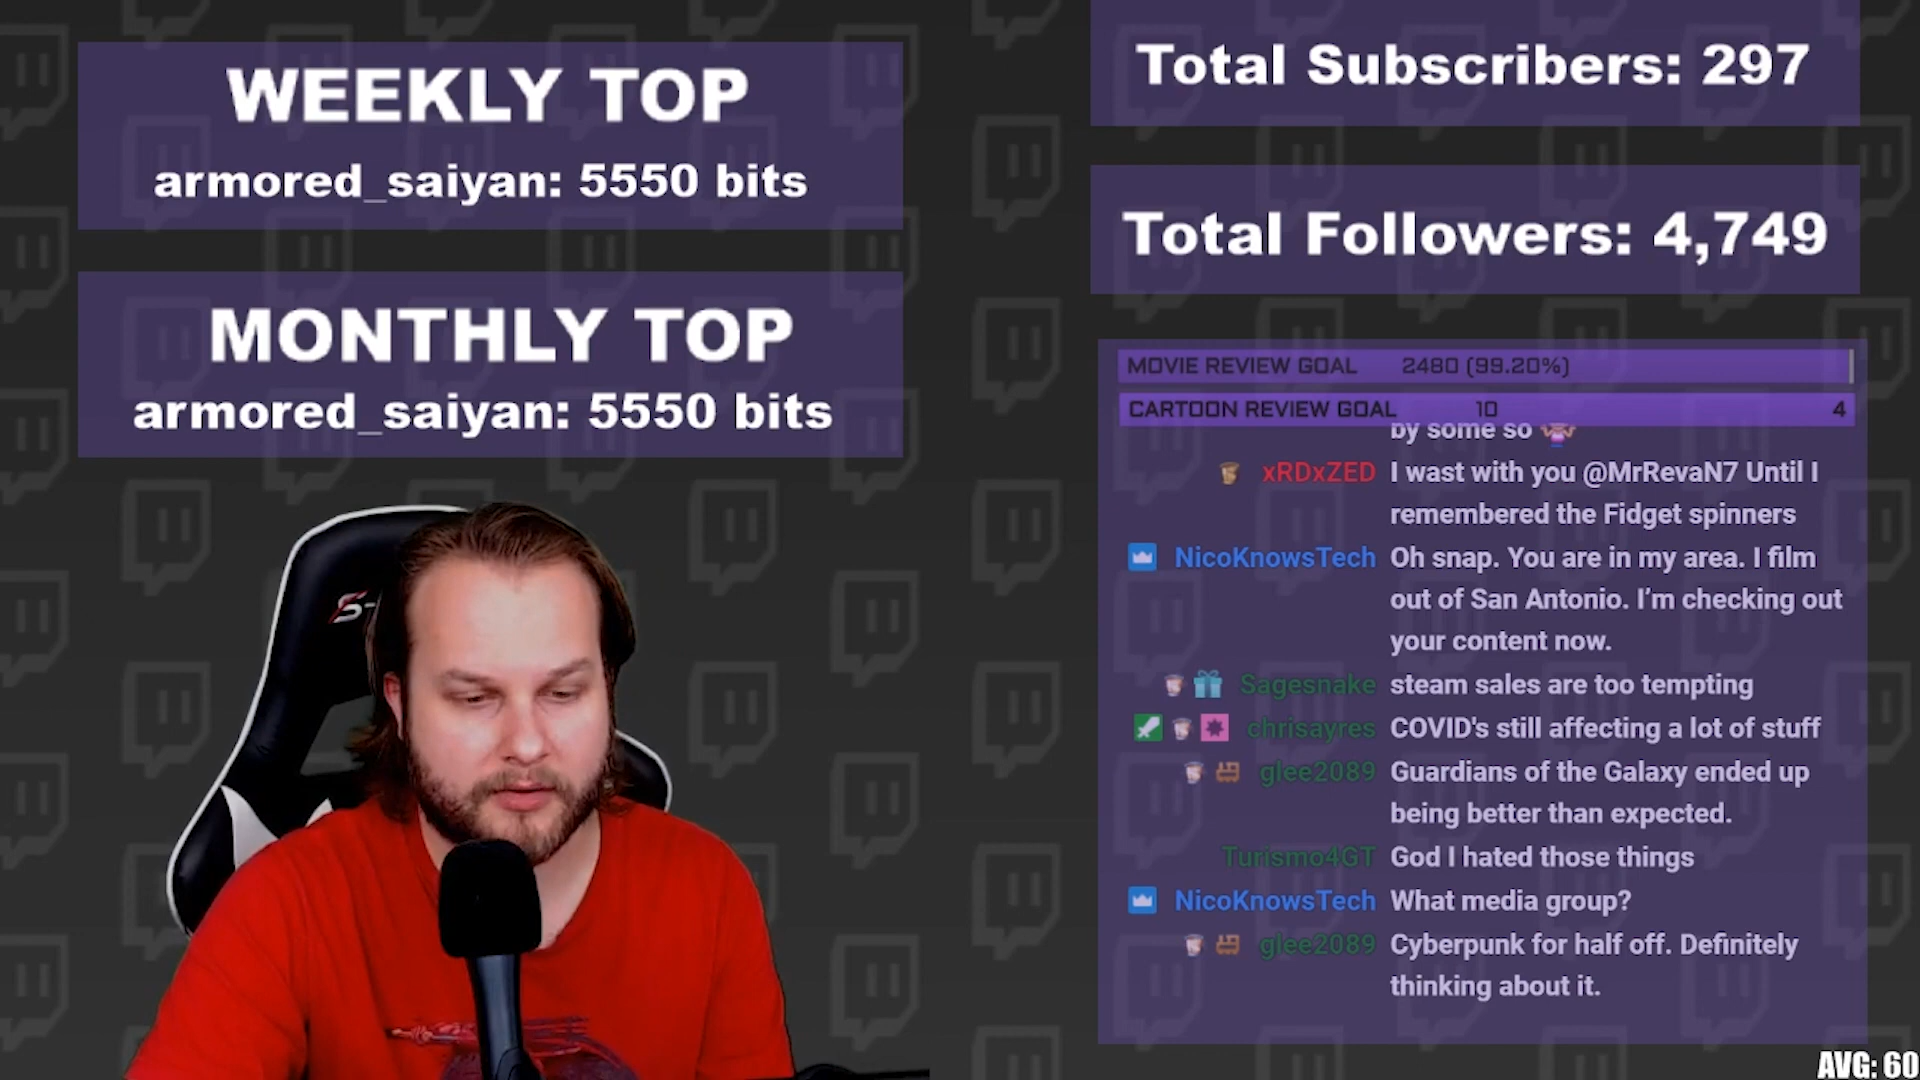 WEEKLY TOP
armored_saiyan: 5550 bits
MONTHLY TOP
armored_saiyan: 5550 bits
Total Subscribers: 297
Total Followers: 4,749
MOVIE REVIEW GOAL 2480 (99.20%)
CARTOON REVIEW GOAL 10 4
by some so
xRDxZED I wast with you @MrRevaN7 Until I
remembered the Fidget spinners
NicoKnowsTech Oh snap. You are in my area. I film
out of San Antonio. I'm checking out
your content now.
Sagesnake steam sales are too tempting
chrisayres COVID's still affecting a lot of stuff
glee2089 Guardians of the Galaxy ended up
being better than expected.
Turismo4GT God I hated those things
NicoKnowsTech What media group?
glee2089 Cyberpunk for half off. Definitely
thinking about it.
AVG: 60